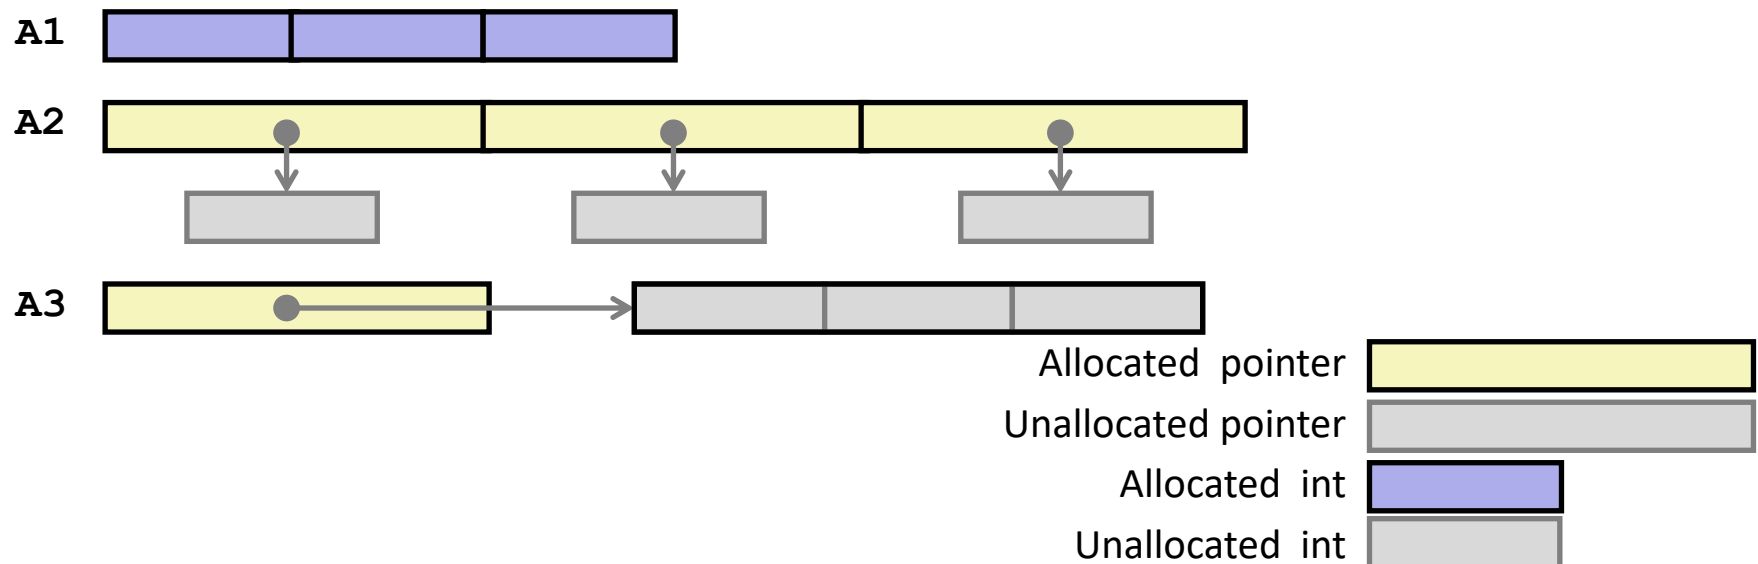 A1
A2
A3
Allocated pointer
Unallocated pointer
Allocated int
Unallocated int